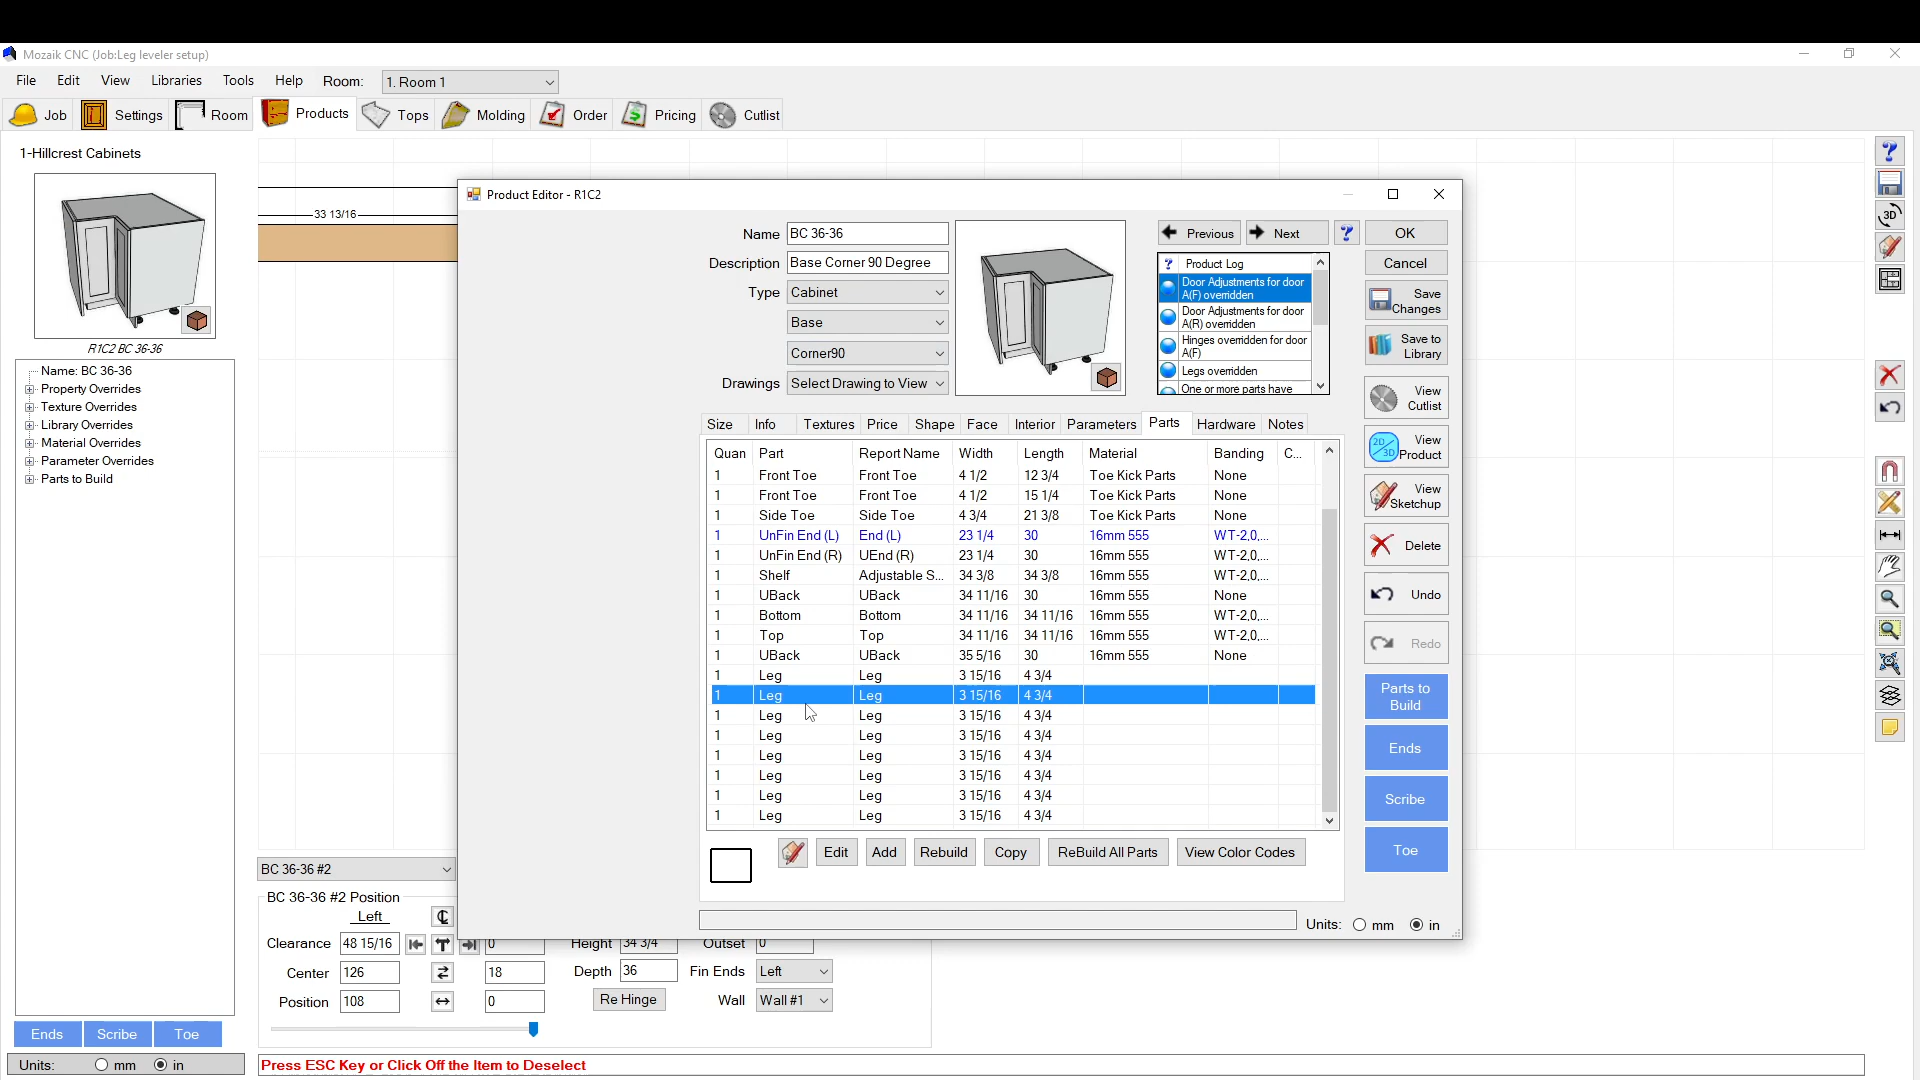 Mozaik CNC (Job:Leg leveler setup)
File Edit View Libraries Tools Help Room: 1. Room 1
Job Settings Room Products Tops Molding Order Pricing Cutlist
1-Hillcrest Cabinets
R1C2 BC 36-36
Name: BC 36-36
Property Overrides
Texture Overrides
Library Overrides
Material Overrides
Parameter Overrides
Parts to Build
Ends Scribe Toe
Units: mm in
33 13/16
Product Editor - R1C2
Name BC 36-36
Description Base Corner 90 Degree
Type Cabinet
Base
Corner90
Drawings Select Drawing to View
Previous Next ? OK
? Product Log
Door Adjustments for door
A(F) overridden
Door Adjustments for door
A(R) overridden
Hinges overridden for door
A(F)
Legs overridden
One or more parts have
Cancel
Save
Changes
Save to
Library
View
Cutlist
2D/3D
View
Product
View
Sketchup
Delete
Undo
Redo
Parts to
Build
Ends
Scribe
Toe
Size Info Textures Price Shape Face Interior Parameters Parts Hardware Notes
Quan Part Report Name Width Length Material Banding C...
1 Front Toe Front Toe 4 1/2 12 3/4 Toe Kick Parts None
1 Front Toe Front Toe 4 1/2 15 1/4 Toe Kick Parts None
1 Side Toe Side Toe 4 3/4 21 3/8 Toe Kick Parts None
1 UnFin End (L) End (L) 23 1/4 30 16mm 555 WT-2,0,...
1 UnFin End (R) UEnd (R) 23 1/4 30 16mm 555 WT-2,0,...
1 Shelf Adjustable S... 34 3/8 34 3/8 16mm 555 WT-2,0,...
1 UBack UBack 34 11/16 30 16mm 555 None
1 Bottom Bottom 34 11/16 34 11/16 16mm 555 WT-2,0,...
1 Top Top 34 11/16 34 11/16 16mm 555 WT-2,0,...
1 UBack UBack 35 5/16 30 16mm 555 None
1 Leg Leg 3 15/16 4 3/4
1 Leg Leg 3 15/16 4 3/4
1 Leg Leg 3 15/16 4 3/4
1 Leg Leg 3 15/16 4 3/4
1 Leg Leg 3 15/16 4 3/4
1 Leg Leg 3 15/16 4 3/4
1 Leg Leg 3 15/16 4 3/4
1 Leg Leg 3 15/16 4 3/4
Edit Add Rebuild Copy ReBuild All Parts View Color Codes
Units: mm in
BC 36-36 #2
BC 36-36 #2 Position
Left
Clearance 48 15/16 0 Height 34 3/4 Outset 0
Center 126 18 Depth 36 Fin Ends Left
Position 108 0 Re Hinge Wall Wall #1
Press ESC Key or Click Off the Item to Deselect
?
3D